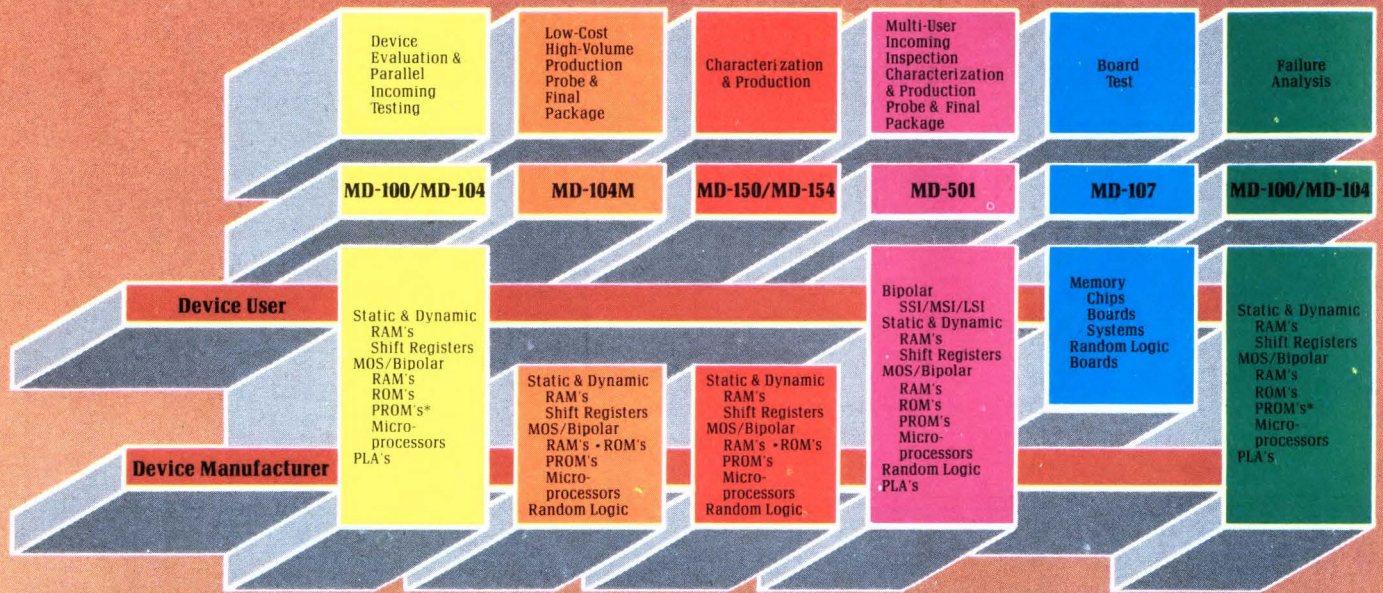 Device
Evaluation &
Parallel
Incoming
Testing
Low-Cost
High-Volume
Production
Probe &
Final
Package
Characterization
& Production
Multi-User
Incoming
Inspection
Characterization
& Production
Probe & Final
Package
Board
Test
Failure
Analysis
MD-100/MD-104
MD-104M
MD-150/MD-154
MD-501
MD-107
MD-100/MD-104
Device User
Device Manufacturer
Static & Dynamic
RAM's
Shift Registers
MOS/Bipolar
RAM's
ROM's
PROM's*
Micro-
processors
PLA's
Static & Dynamic
RAM's
Shift Registers
MOS/Bipolar
RAM's • ROM's
PROM's
Micro-
processors
Random Logic
Static & Dynamic
RAM's
Shift Registers
MOS/Bipolar
RAM's • ROM's
PROM's
Micro-
processors
Random Logic
Bipolar
SSI/MSI/LSI
Static & Dynamic
RAM's
Shift Registers
MOS/Bipolar
RAM's
ROM's
PROM's
Micro-
processors
Random Logic
PLA's
Memory
Chips
Boards
Systems
Random Logic
Boards
Static & Dynamic
RAM's
Shift Registers
MOS/Bipolar
RAM's
ROM's
PROM's*
Micro-
processors
PLA's